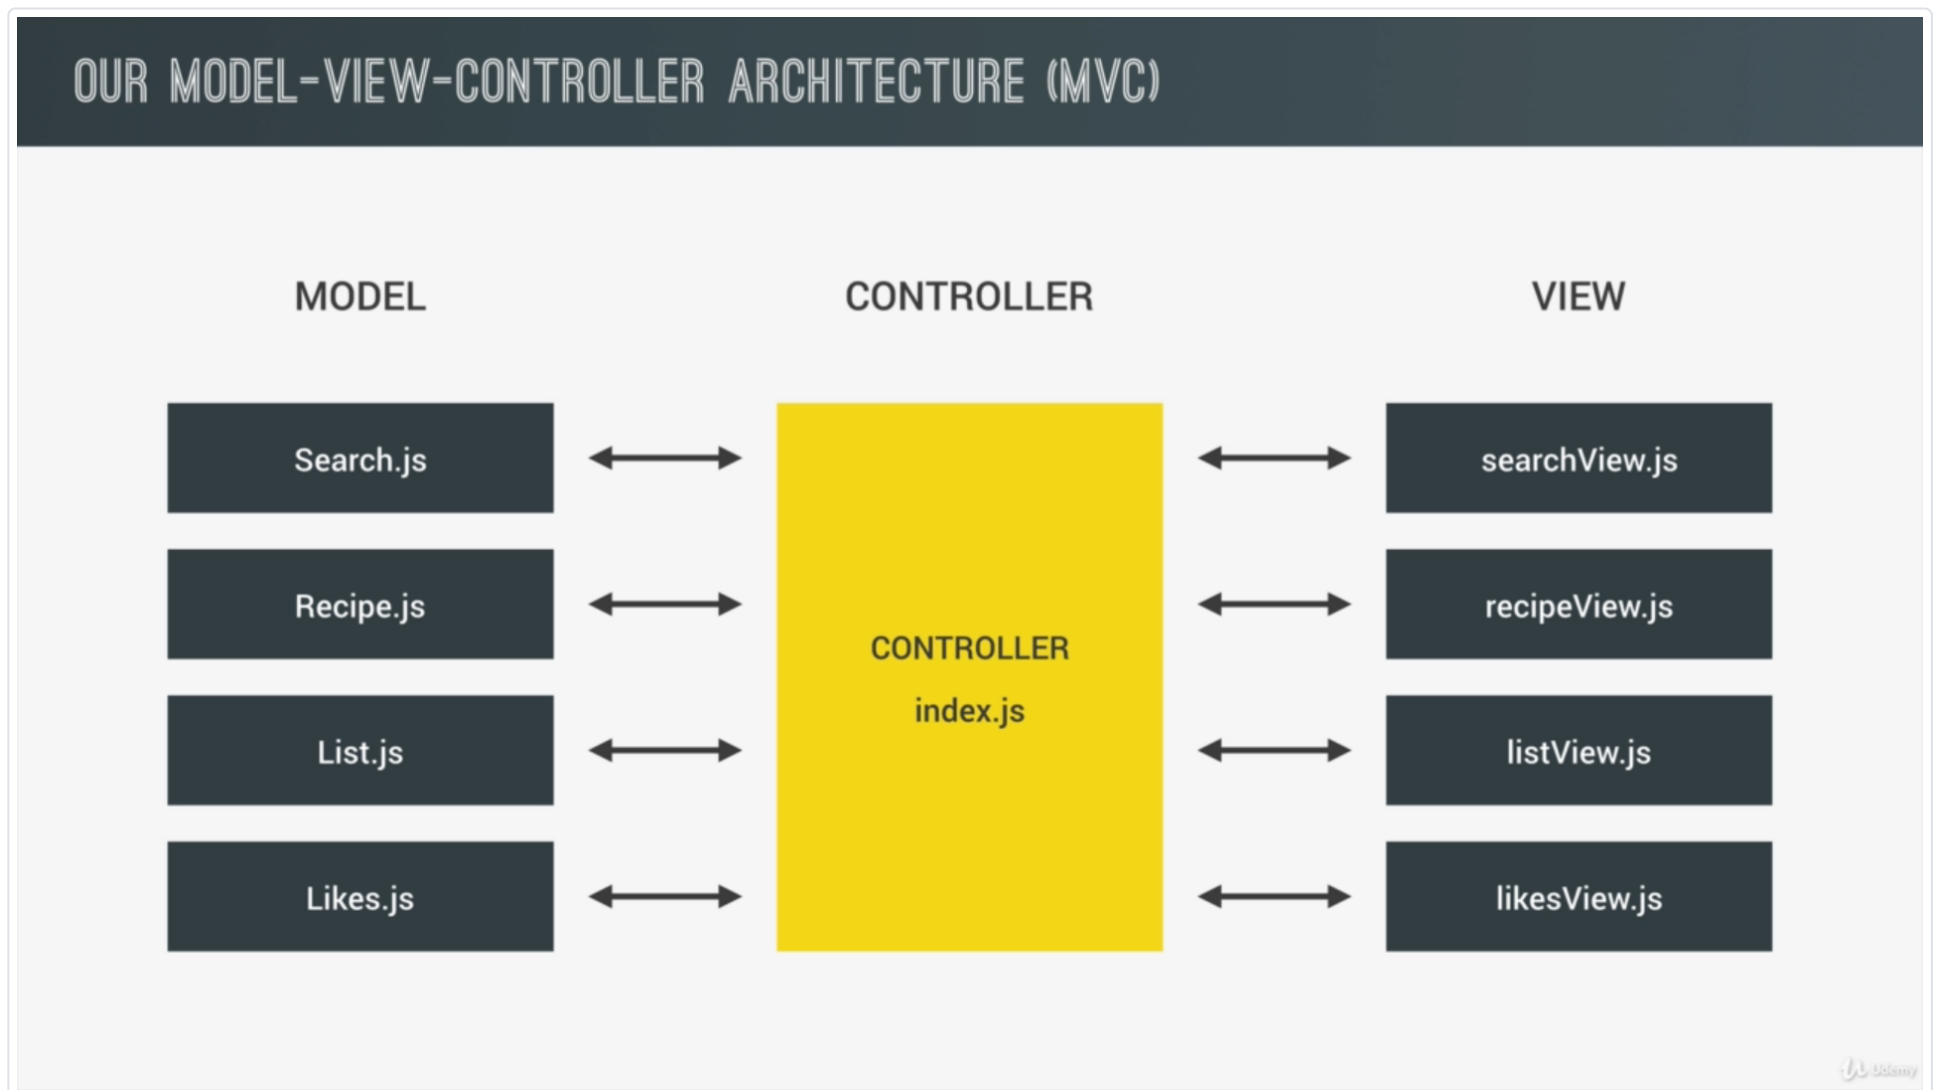 OUR MODEL-VIEW-CONTROLLER ARCHITECTURE (MVC)
MODEL
CONTROLLER
VIEW
Search.js
searchView.js
Recipe.js
recipeView.js
CONTROLLER
index.js
List.js
listView.js
Likes.js
likesView.js
Udemy